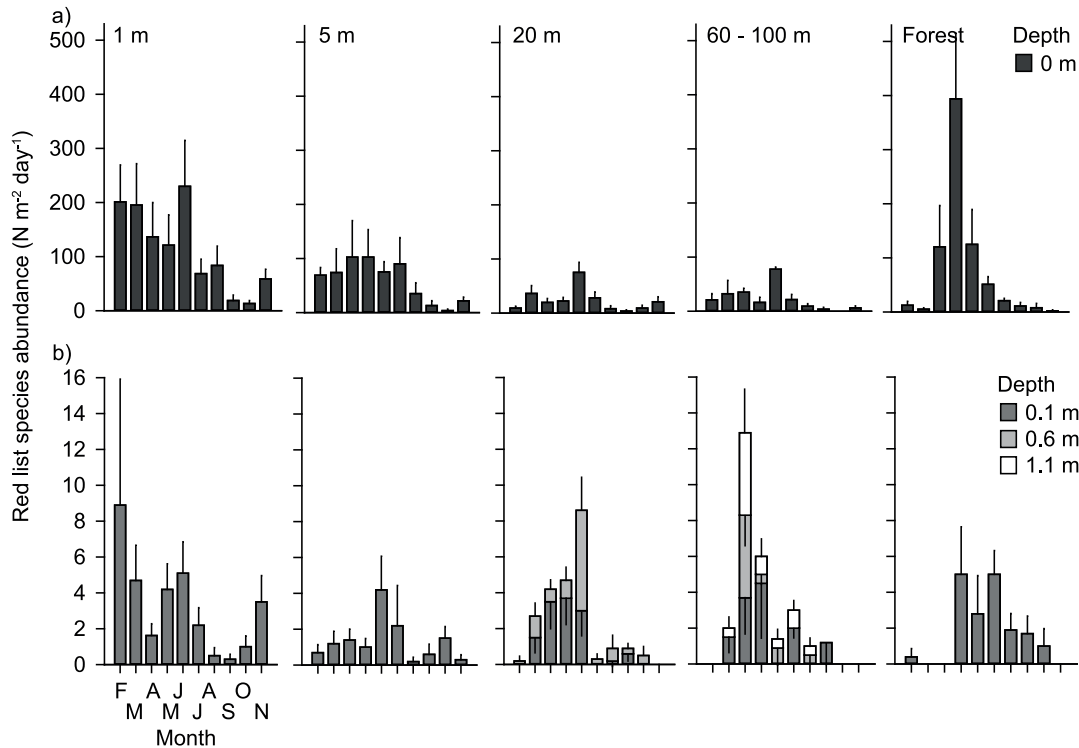 a)
1 m
5 m
20 m
60 - 100 m
Forest
Depth
0 m
500
400
300
200
100
0
Red list species abundance (N m⁻² day⁻¹)
b)
16
14
12
10
8
6
4
2
0
Depth
0.1 m
0.6 m
1.1 m
F A J A O
M M J S N
Month